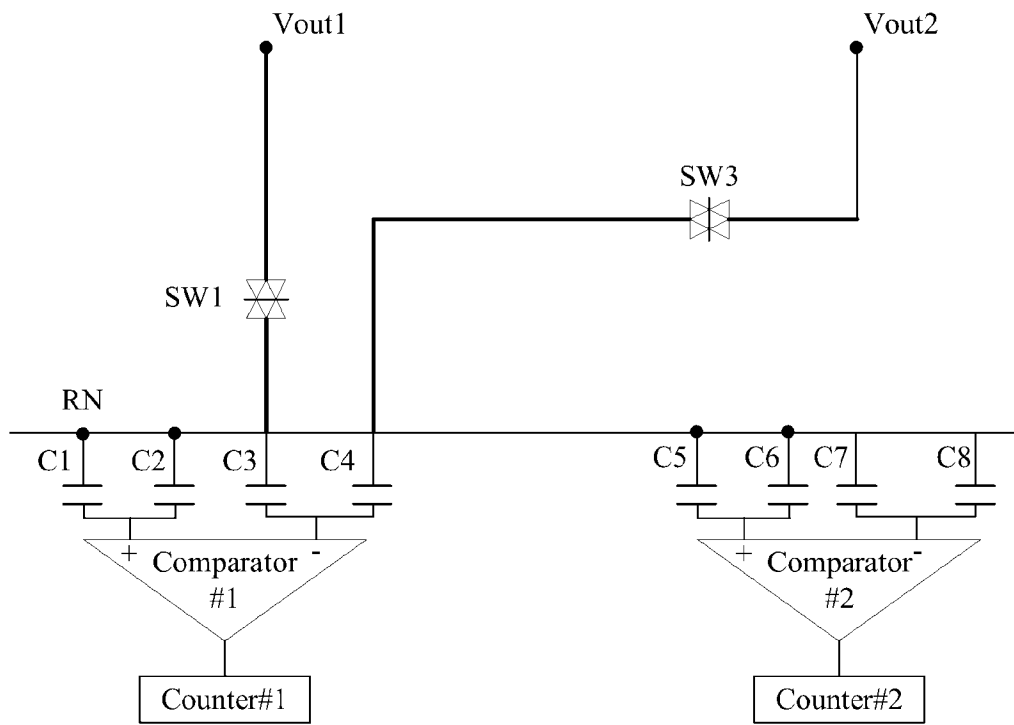 Vout1
Vout2
SW3
SW1
RN
C1
C2
C3
C4
C5
C6
C7
C8
+
-
+
-
Comparator
#1
Comparator
#2
Counter#1
Counter#2